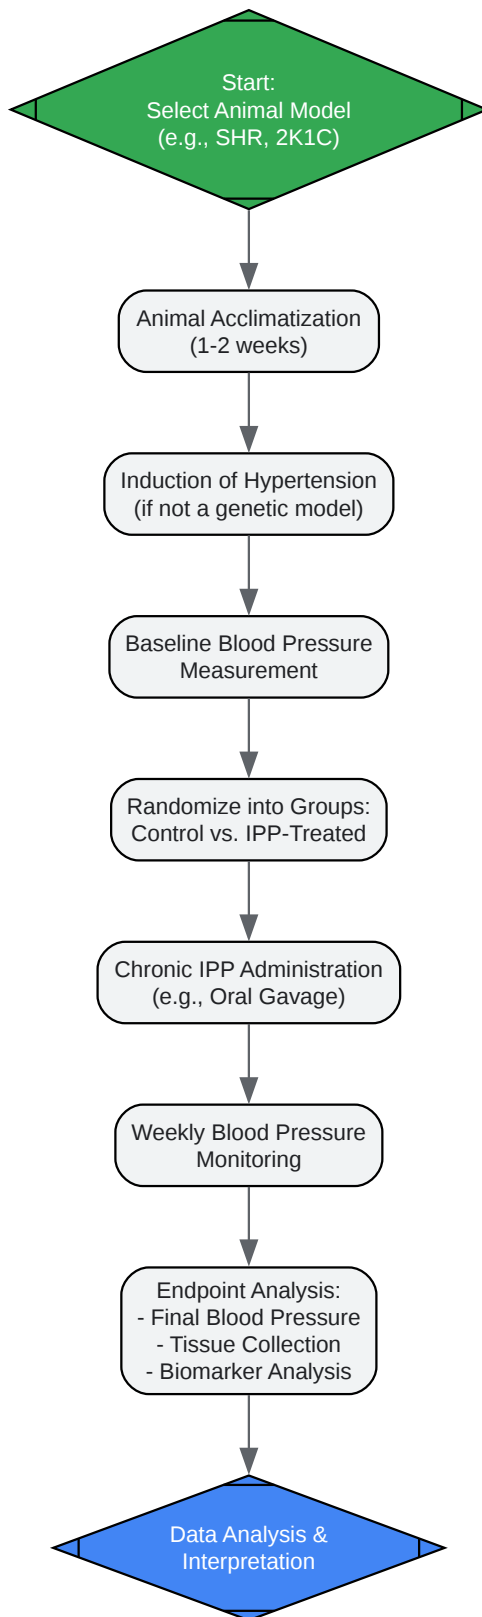 Start:
Select Animal Model
(e.g., SHR, 2K1C)
Animal Acclimatization
(1-2 weeks)
Induction of Hypertension
(if not a genetic model)
Baseline Blood Pressure
Measurement
Randomize into Groups:
Control vs. IPP-Treated
Chronic IPP Administration
(e.g., Oral Gavage)
Weekly Blood Pressure
Monitoring
Endpoint Analysis:
- Final Blood Pressure
- Tissue Collection
- Biomarker Analysis
Data Analysis &
Interpretation